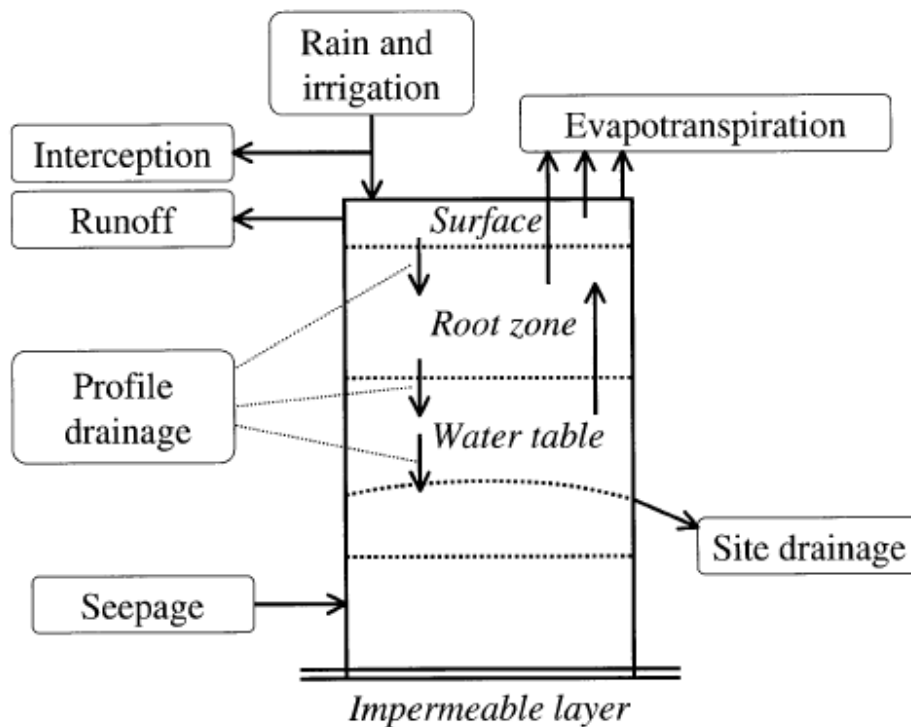 Rain and
irrigation
Interception
Evapotranspiration
Runoff
Surface
Root zone
Profile
drainage
Water table
Site drainage
Seepage
Impermeable layer